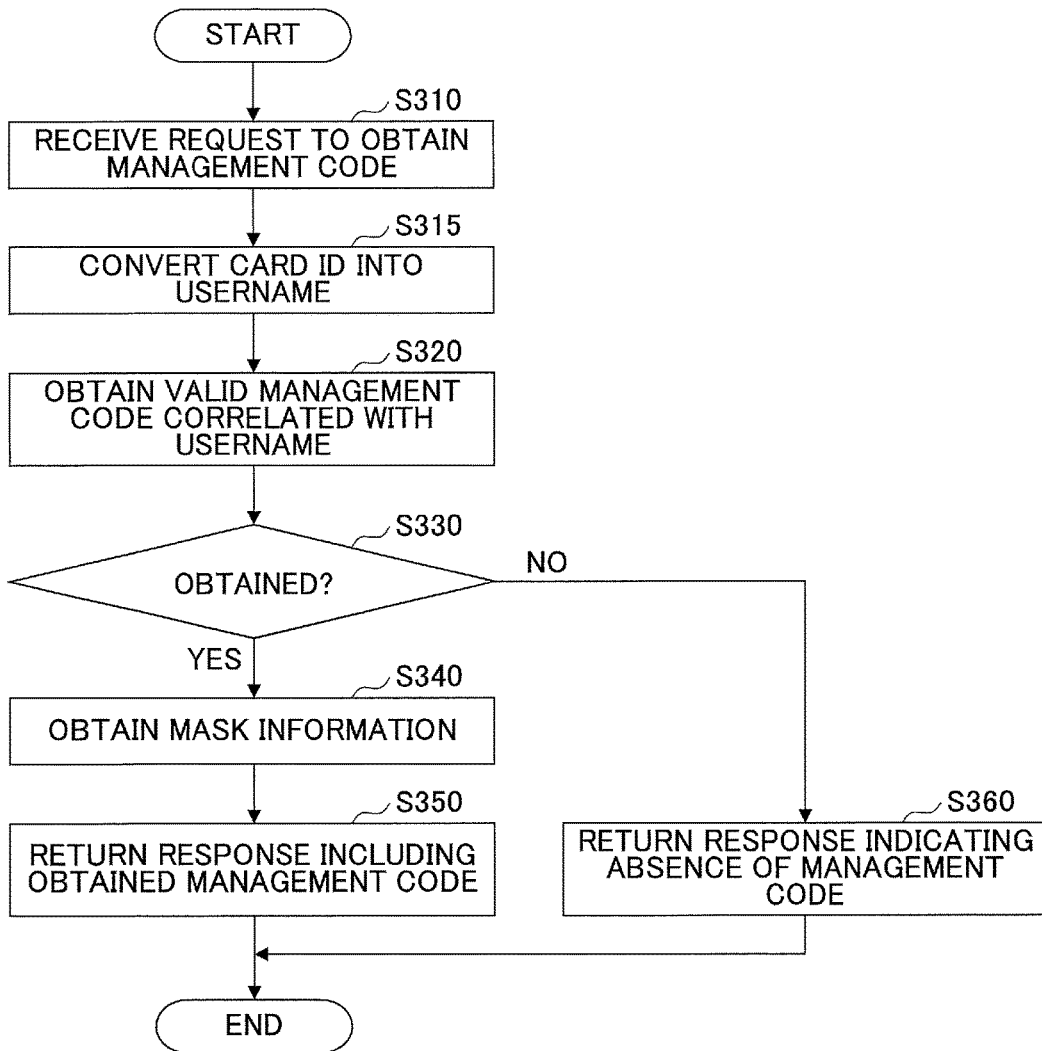 START
S310
RECEIVE REQUEST TO OBTAIN
MANAGEMENT CODE
S315
CONVERT CARD ID INTO
USERNAME
S320
OBTAIN VALID MANAGEMENT
CODE CORRELATED WITH
USERNAME
S330
OBTAINED?
NO
YES
S340
OBTAIN MASK INFORMATION
S350
RETURN RESPONSE INCLUDING
OBTAINED MANAGEMENT CODE
S360
RETURN RESPONSE INDICATING
ABSENCE OF MANAGEMENT
CODE
END